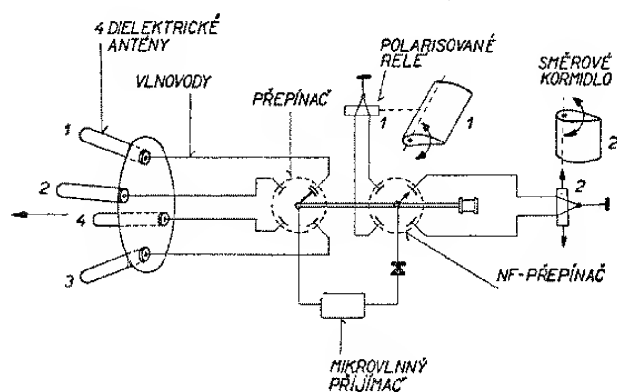 4 DIELEKTRICKÉ
ANTÉNY
VLNOVODY
PŘEPÍNAČ
POLARISOVANÉ
RELÉ
SMĚROVÉ
KORMIDLO
1
2
4
3
1
1
2
2
NF-PŘEPÍNAČ
MIKROVLNNÝ
PŘIJÍMAČ